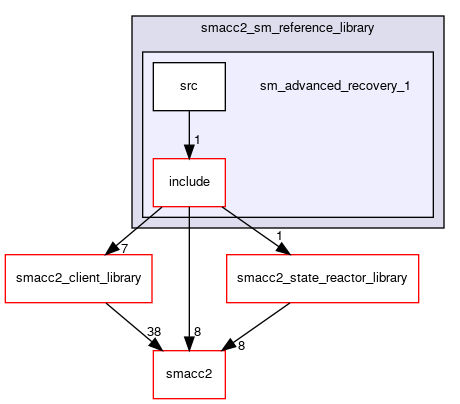 smacc2_sm_reference_library
src
sm_advanced_recovery_1
1
include
7
1
smacc2_client_library
smacc2_state_reactor_library
38
8
8
smacc2